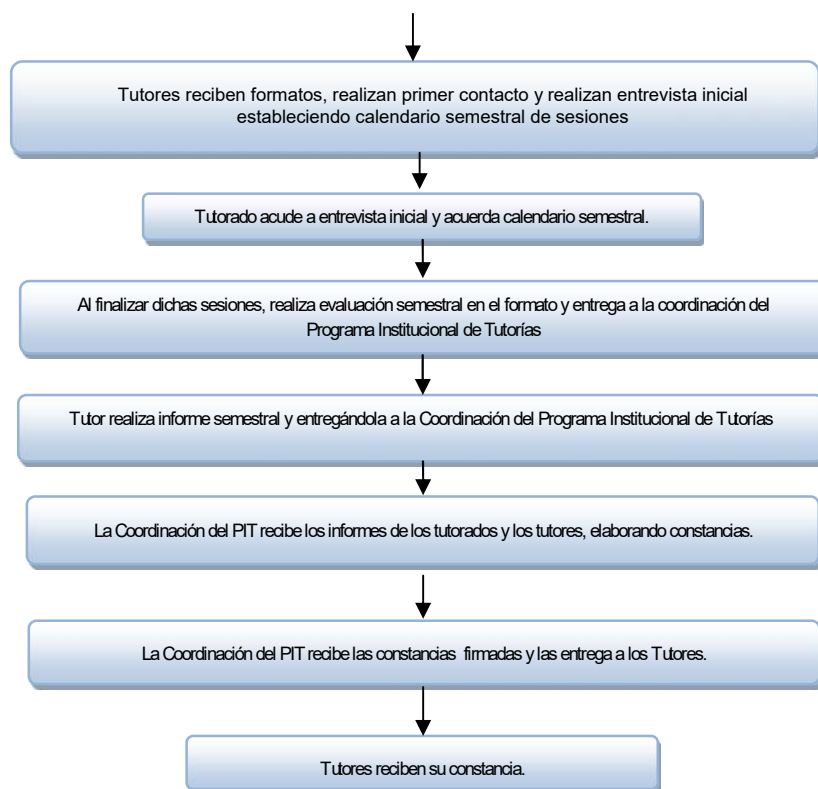 Tutores reciben formatos, realizan primer contacto y realizan entrevista inicial
estableciendo calendario semestral de sesiones
Tutorado acude a entrevista inicial y acuerda calendario semestral.
Al finalizar dichas sesiones, realiza evaluación semestral en el formato y entrega a la coordinación del
Programa Institucional de Tutorías
Tutor realiza informe semestral y entregándola a la Coordinación del Programa Institucional de Tutorías
La Coordinación del PIT recibe los informes de los tutorados y los tutores, elaborando constancias.
La Coordinación del PIT recibe las constancias firmadas y las entrega a los Tutores.
Tutores reciben su constancia.